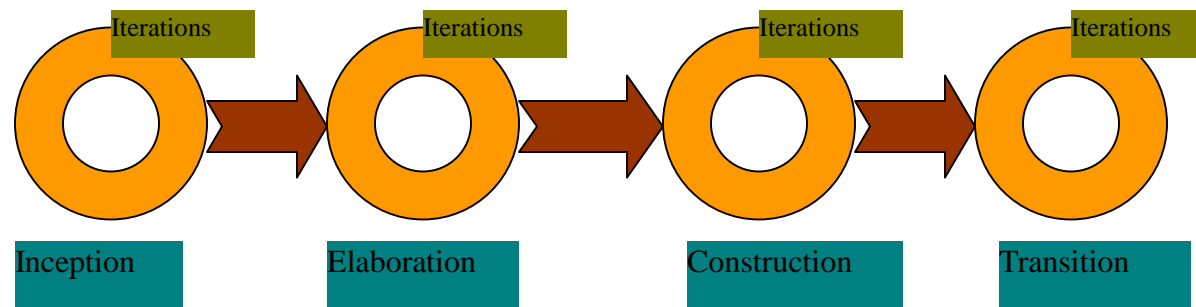 Iterations
Iterations
Iterations
Iterations
Inception
Elaboration
Construction
Transition